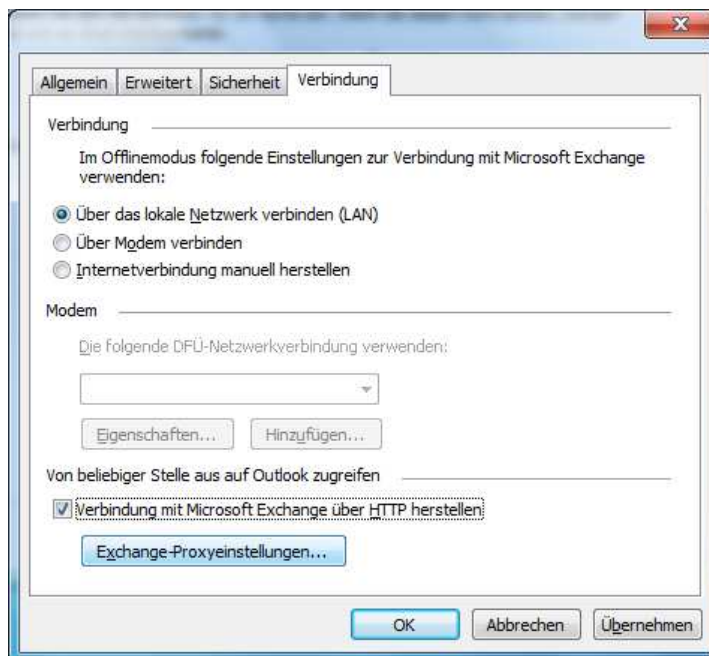 Allgemein Erweitert Sicherheit Verbindung
Verbindung
Im Offlinemodus folgende Einstellungen zur Verbindung mit Microsoft Exchange
verwenden:
Über das lokale Netzwerk verbinden (LAN)
Über Modem verbinden
Internetverbindung manuell herstellen
Modem
Die folgende DFÜ-Netzwerkverbindung verwenden:
Eigenschaften... Hinzufügen...
Von beliebiger Stelle aus auf Outlook zugreifen
Verbindung mit Microsoft Exchange über HTTP herstellen
Exchange-Proxyeinstellungen...
OK Abbrechen Übernehmen